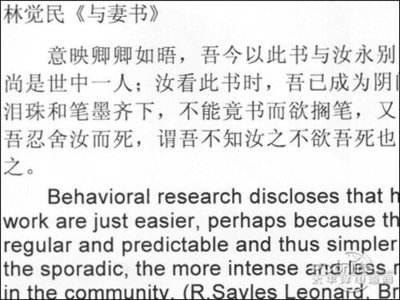 林觉民《与妻书》
意映卿卿如晤，吾今以此书与汝永别
尚是世中一人；汝看此时，吾已成为阴
泪珠和笔墨齐下，不能竟书而欲搁笔，又
吾忍舍汝而死，谓吾不知汝之不欲吾死也
之。
Behavioral research discloses that
work are just easier, perhaps because
regular and predictable and thus simpler
the sporadic, the more intense and less
in the community. (R.Sayles Leonard,